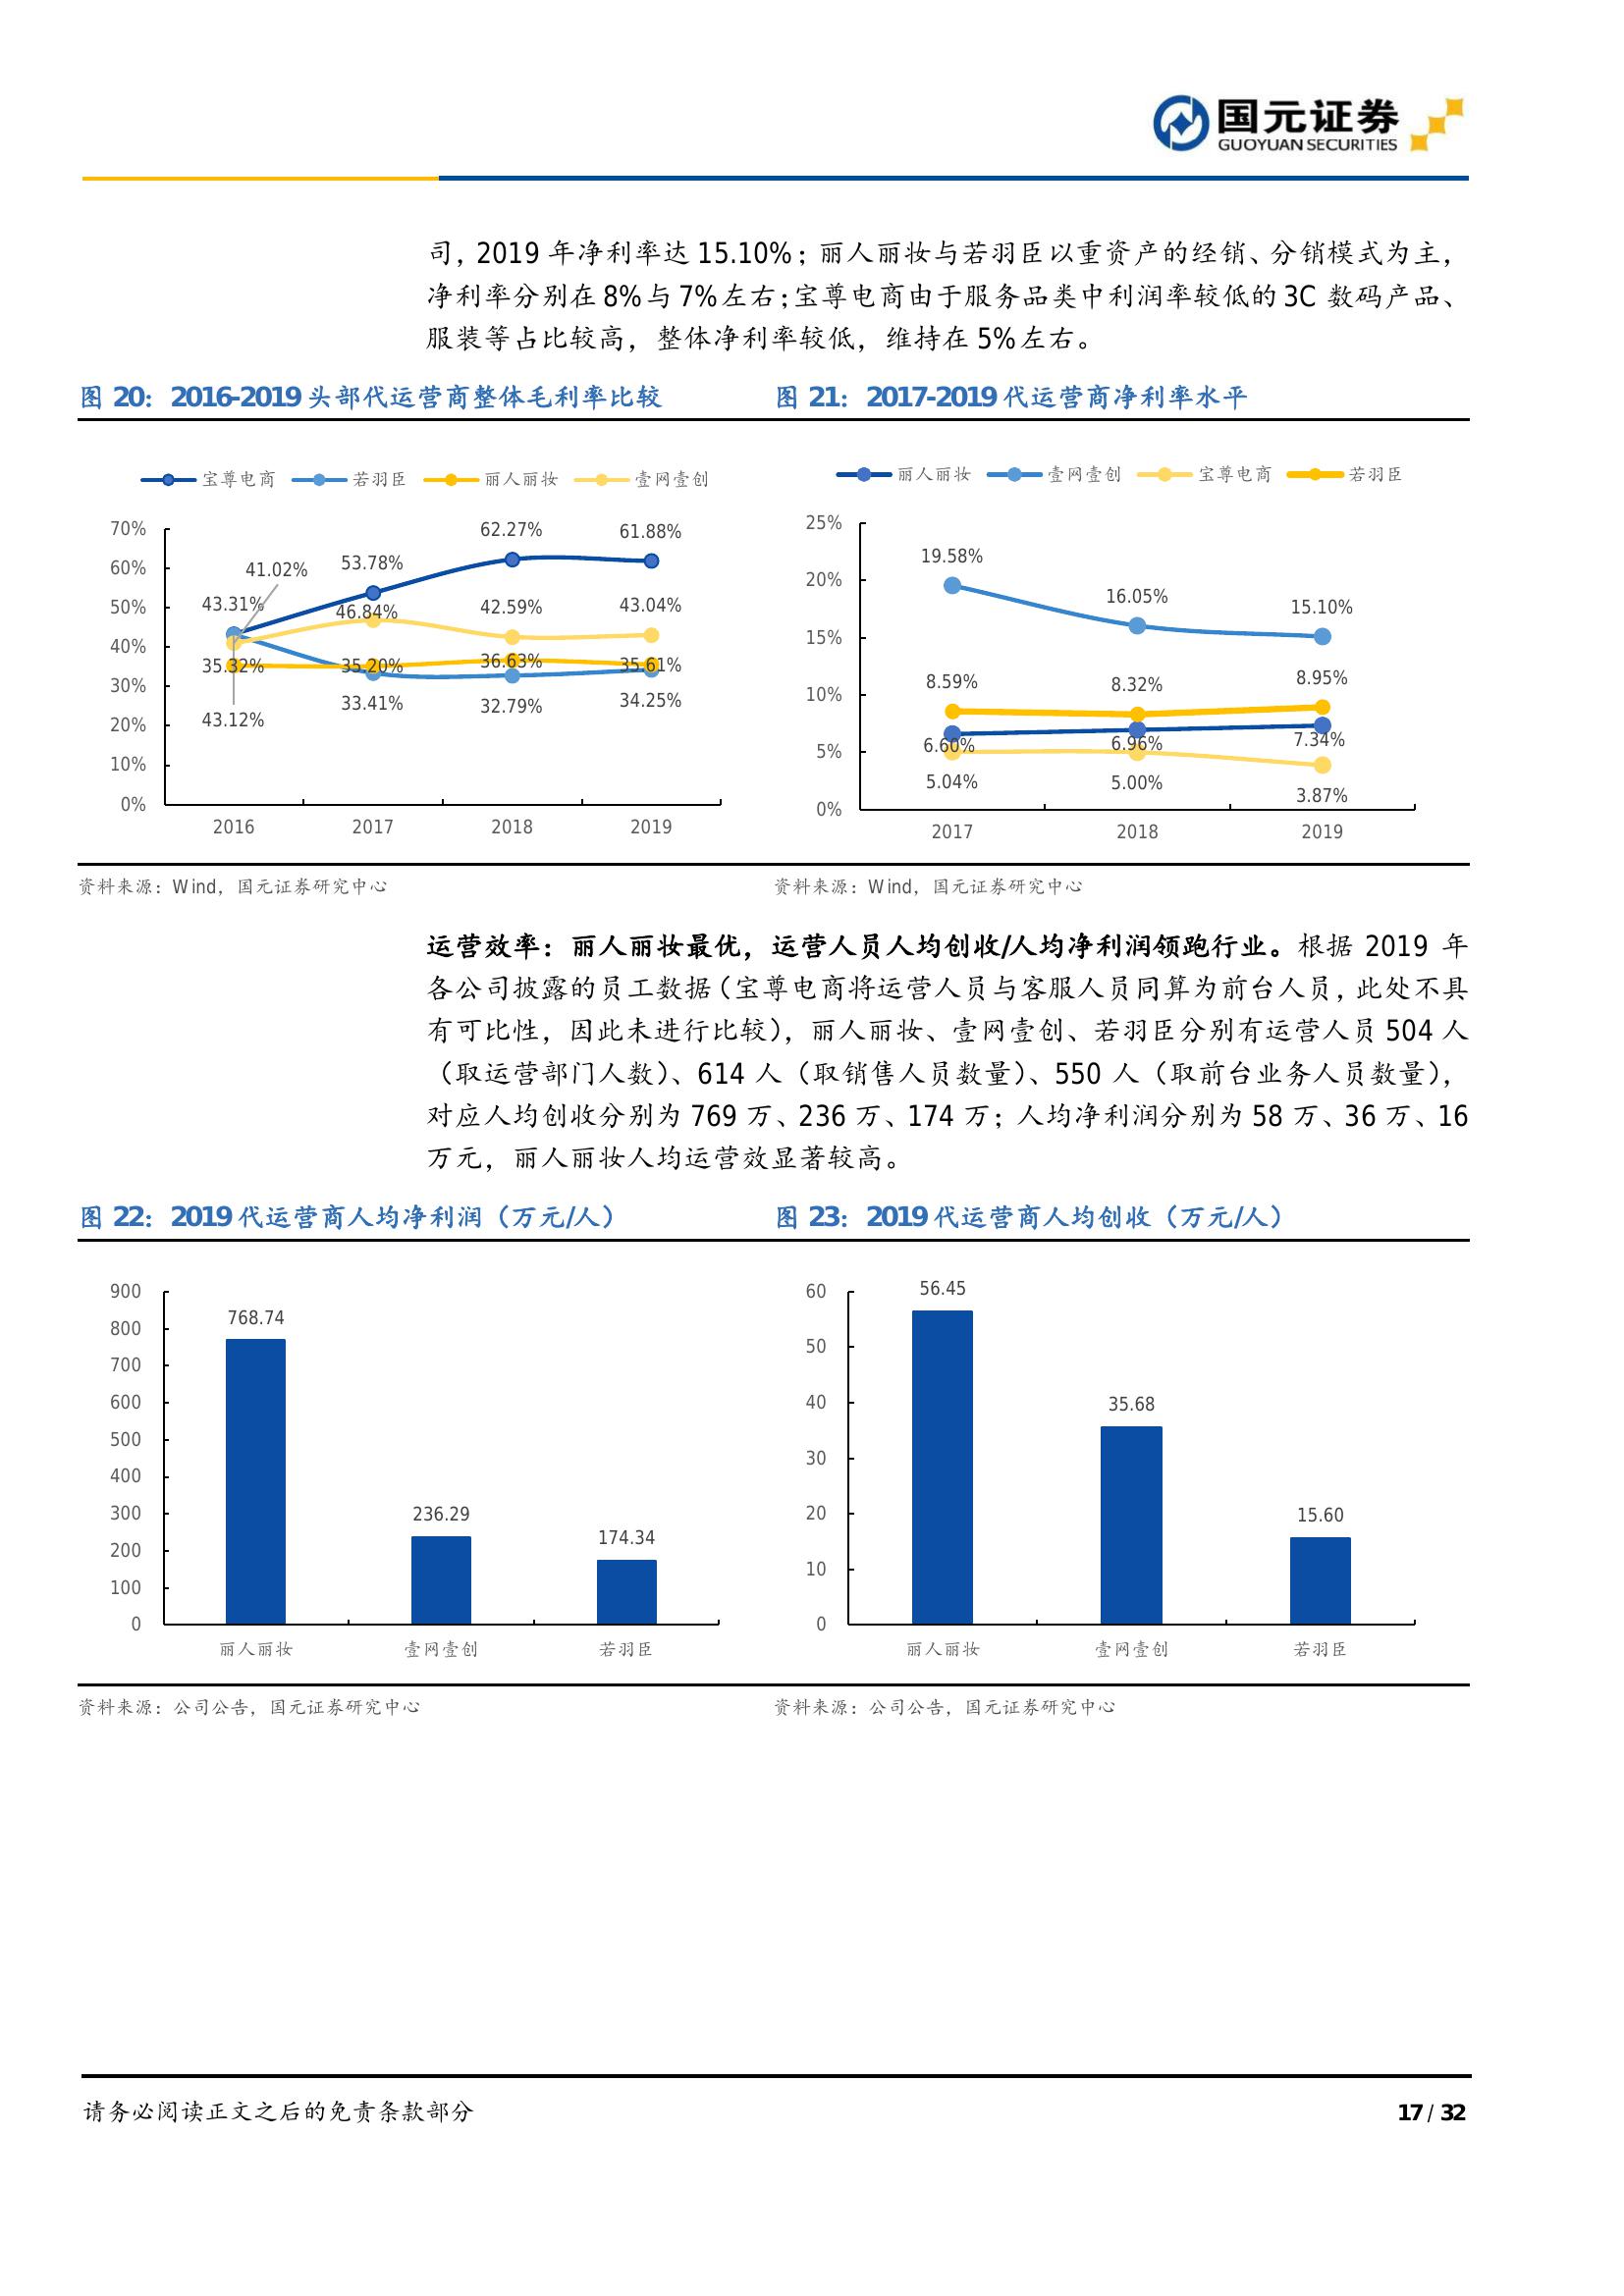 国元证券
GUOYUAN SECURITIES
司，2019 年净利率达 15.10%；丽人丽妆与若羽臣以重资产的经销、分销模式为主，
净利率分别在 8%与 7%左右；宝尊电商由于服务品类中利润率较低的 3C 数码产品、
服装等占比较高，整体净利率较低，维持在 5%左右。
图 20：2016-2019 头部代运营商整体毛利率比较
宝尊电商 若羽臣 丽人丽妆 壹网壹创
70%
60%
50%
40%
30%
20%
10%
0%
43.31%
53.78%
62.27%
61.88%
41.02%
46.84%
42.59%
43.04%
35.32%
35.20%
36.63%
35.61%
43.12%
33.41%
32.79%
34.25%
2016 2017 2018 2019
图 21：2017-2019 代运营商净利率水平
丽人丽妆 壹网壹创 宝尊电商 若羽臣
25%
20%
15%
10%
5%
0%
19.58%
16.05%
15.10%
8.59%
8.32%
8.95%
6.60%
6.96%
7.34%
5.04%
5.00%
3.87%
2017 2018 2019
资料来源：Wind，国元证券研究中心
资料来源：Wind，国元证券研究中心
运营效率：丽人丽妆最优，运营人员人均创收/人均净利润领跑行业。根据 2019 年
各公司披露的员工数据（宝尊电商将运营人员与客服人员同算为前台人员，此处不具
有可比性，因此未进行比较），丽人丽妆、壹网壹创、若羽臣分别有运营人员 504 人
（取运营部门人数）、614 人（取销售人员数量）、550 人（取前台业务人员数量），
对应人均创收分别为 769 万、236 万、174 万；人均净利润分别为 58 万、36 万、16
万元，丽人丽妆人均运营效显著较高。
图 22：2019 代运营商人均净利润（万元/人）
900
800
700
600
500
400
300
200
100
0
768.74
236.29
174.34
丽人丽妆 壹网壹创 若羽臣
图 23：2019 代运营商人均创收（万元/人）
60
50
40
30
20
10
0
56.45
35.68
15.60
丽人丽妆 壹网壹创 若羽臣
资料来源：公司公告，国元证券研究中心
资料来源：公司公告，国元证券研究中心
请务必阅读正文之后的免责条款部分
17 / 32